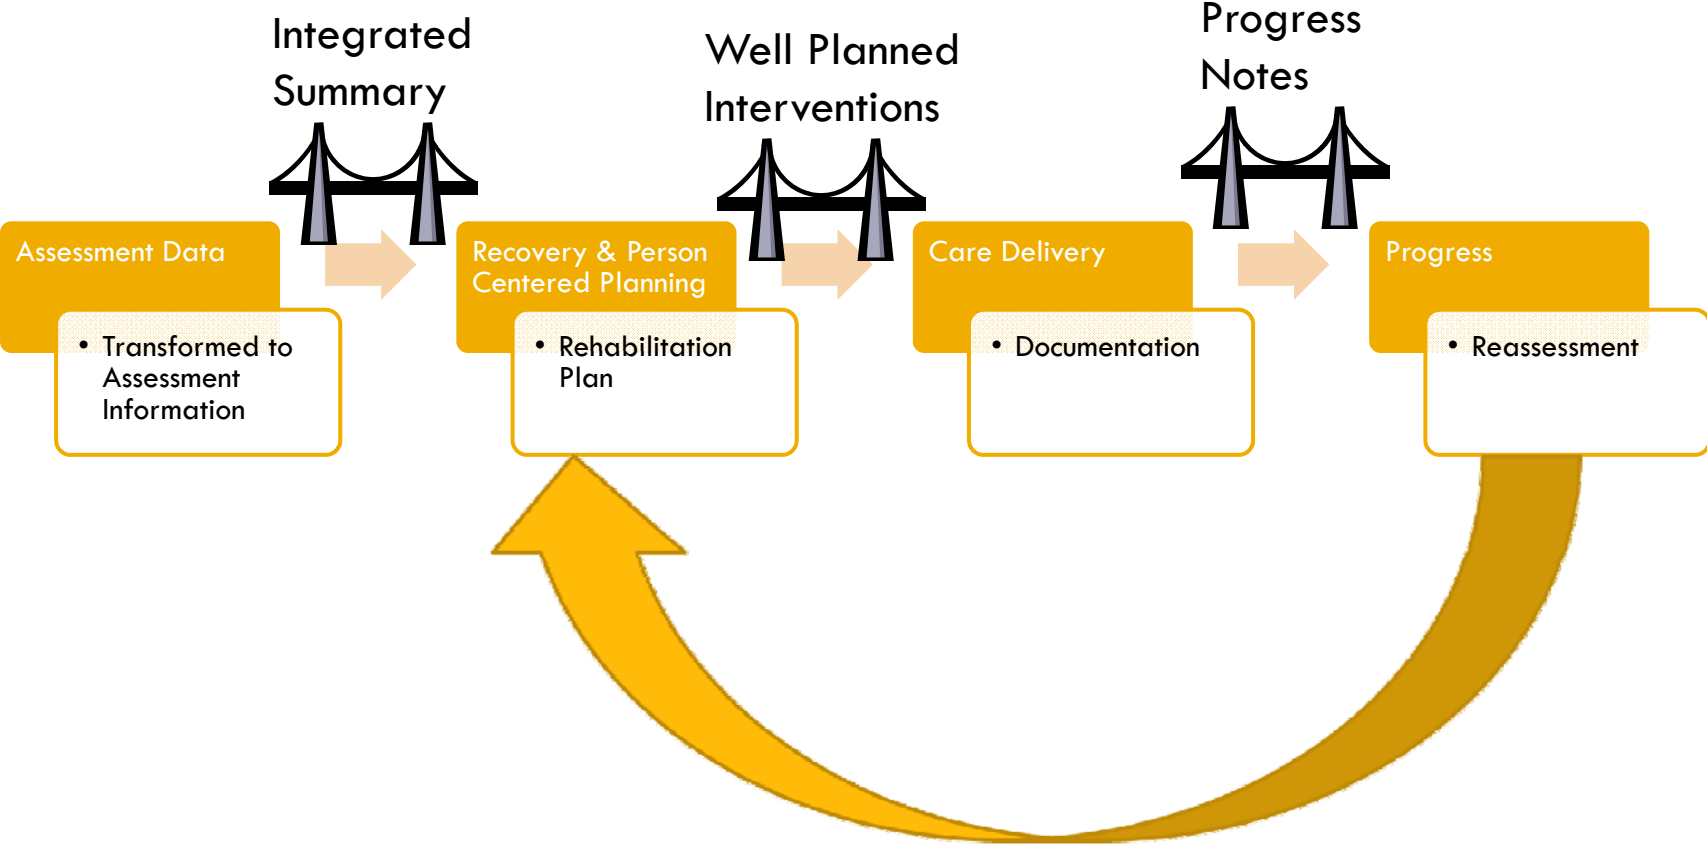 Integrated
Summary
Well Planned
Interventions
Progress
Notes
Assessment Data
• Transformed to
Assessment
Information
Recovery & Person
Centered Planning
• Rehabilitation
Plan
Care Delivery
• Documentation
Progress
• Reassessment